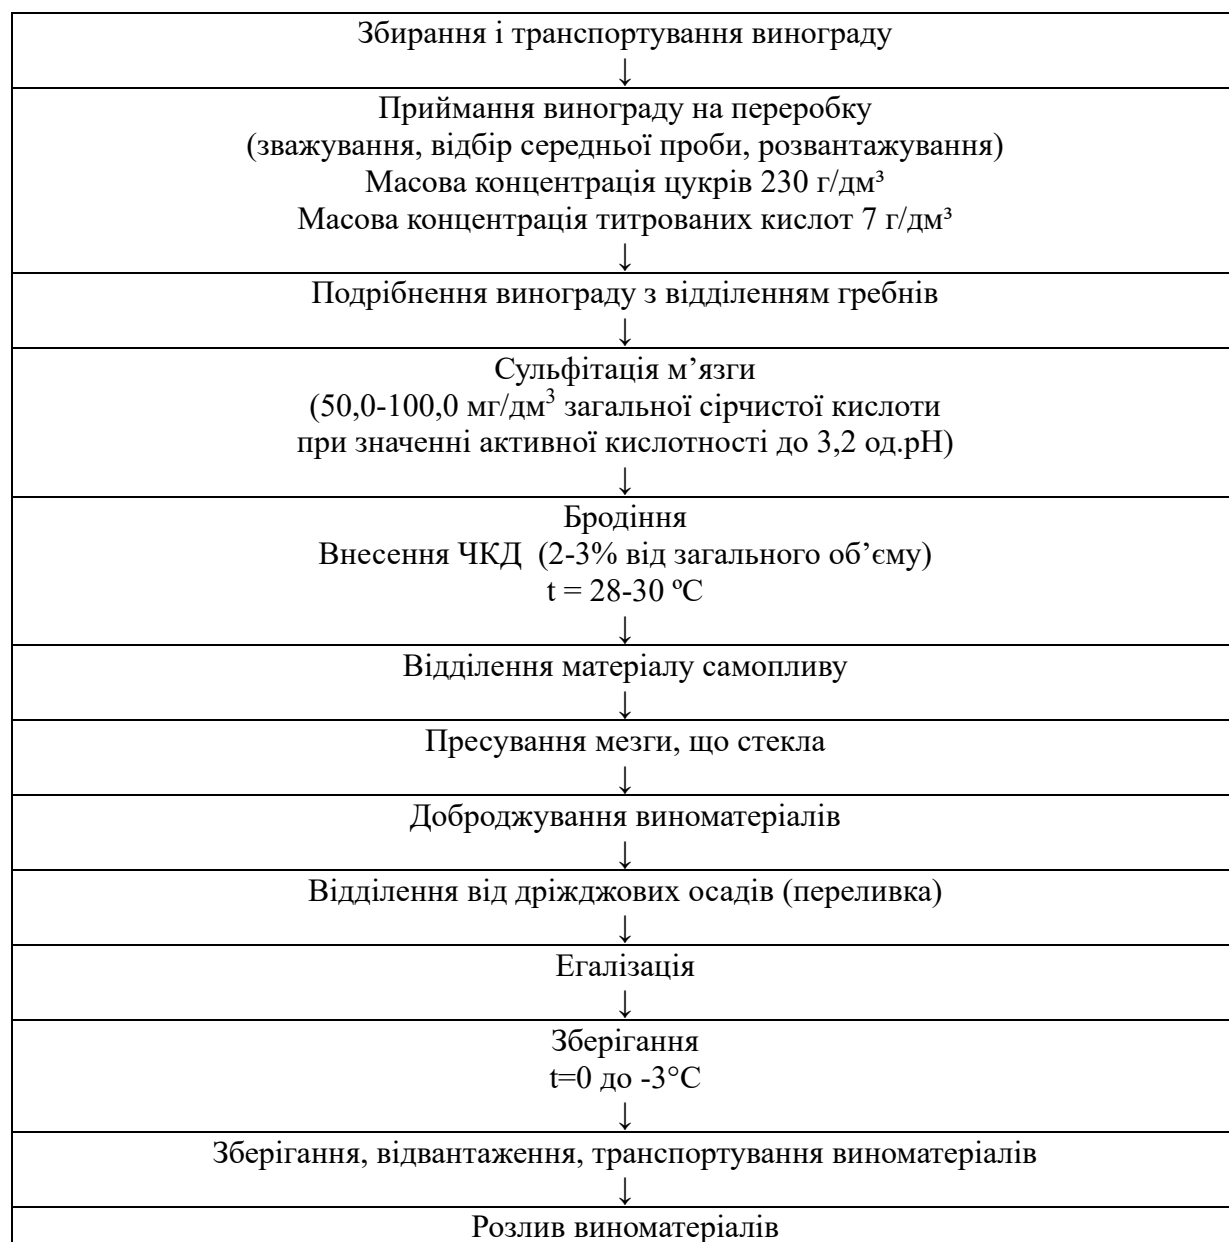 Збирання і транспортування винограду
↓
Приймання винограду на переробку
(зважування, відбір середньої проби, розвантажування)
Масова концентрація цукрів 230 г/дм³
Масова концентрація титрованих кислот 7 г/дм³
↓
Подрібнення винограду з відділенням гребнів
↓
Сульфітація м’язги
(50,0-100,0 мг/дм³ загальної сірчистої кислоти
при значенні активної кислотності до 3,2 од.рН)
↓
Бродіння
Внесення ЧКД (2-3% від загального об’єму)
t = 28-30 ºС
↓
Відділення матеріалу самопливу
↓
Пресування мезги, що стекла
↓
Доброджування виноматеріалів
↓
Відділення від дріжджових осадів (переливка)
↓
Егалізація
↓
Зберігання
t=0 до -3°С
↓
Зберігання, відвантаження, транспортування виноматеріалів
↓
Розлив виноматеріалів